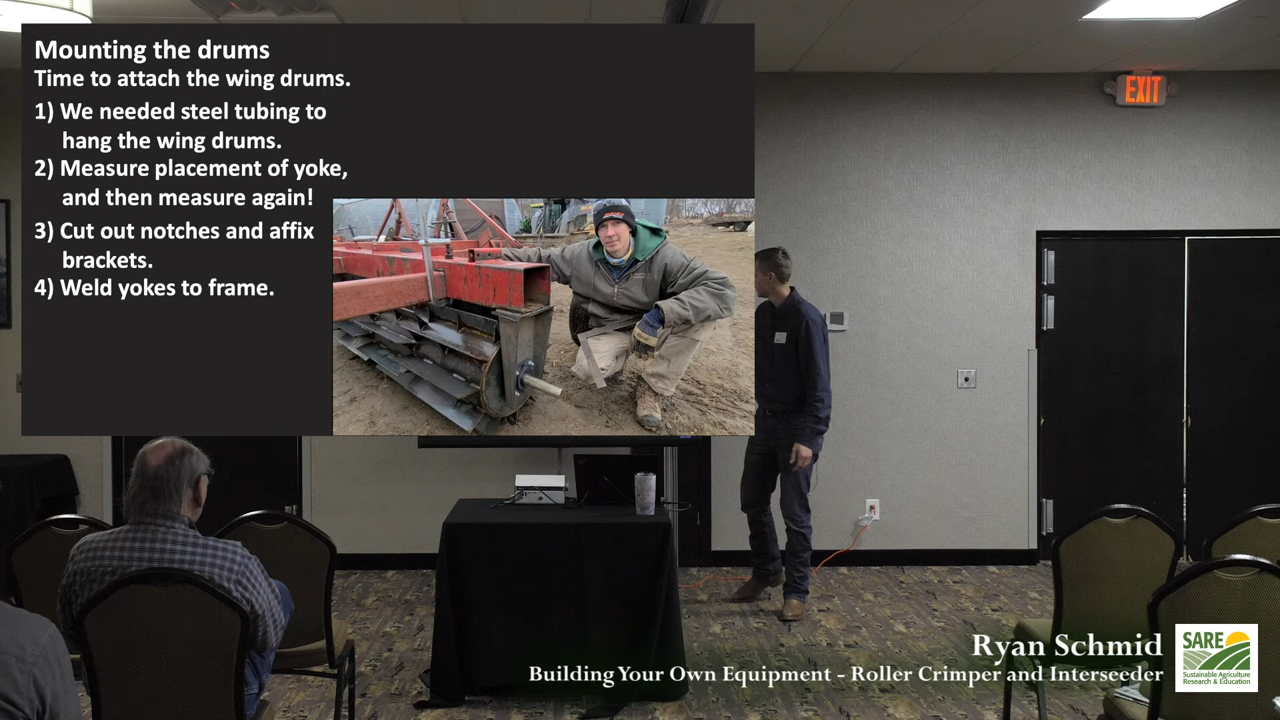 Mounting the drums
Time to attach the wing drums.
1) We needed steel tubing to
hang the wing drums.
2) Measure placement of yoke,
and then measure again!
3) Cut out notches and affix
brackets.
4) Weld yokes to frame.
EXIT
Ryan Schmid
Building Your Own Equipment - Roller Crimper and Interseeder
SARE
Sustainable Agriculture
Research & Education